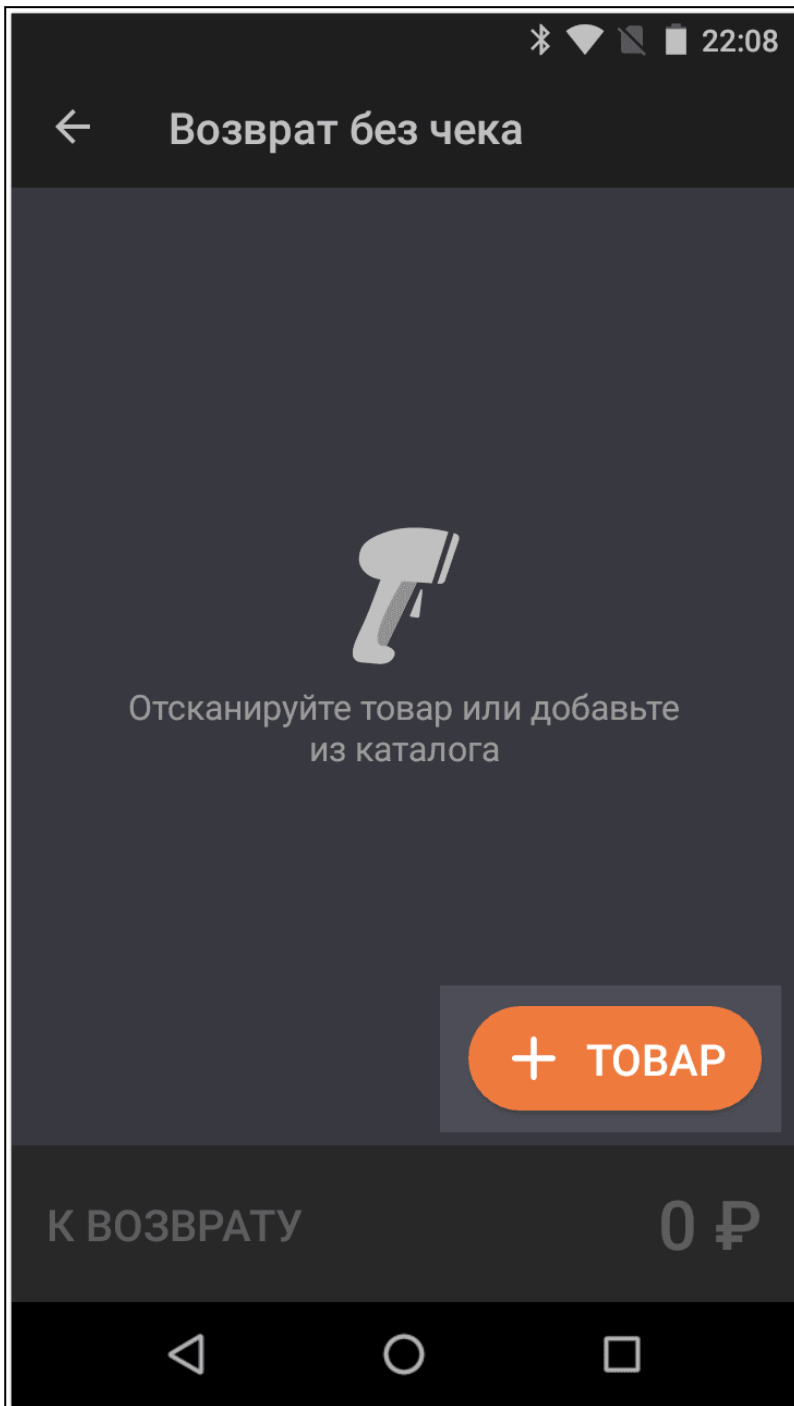 22:08
Возврат без чека
Отсканируйте товар или добавьте
из каталога
+ ТОВАР
К ВОЗВРАТУ 0 ₽